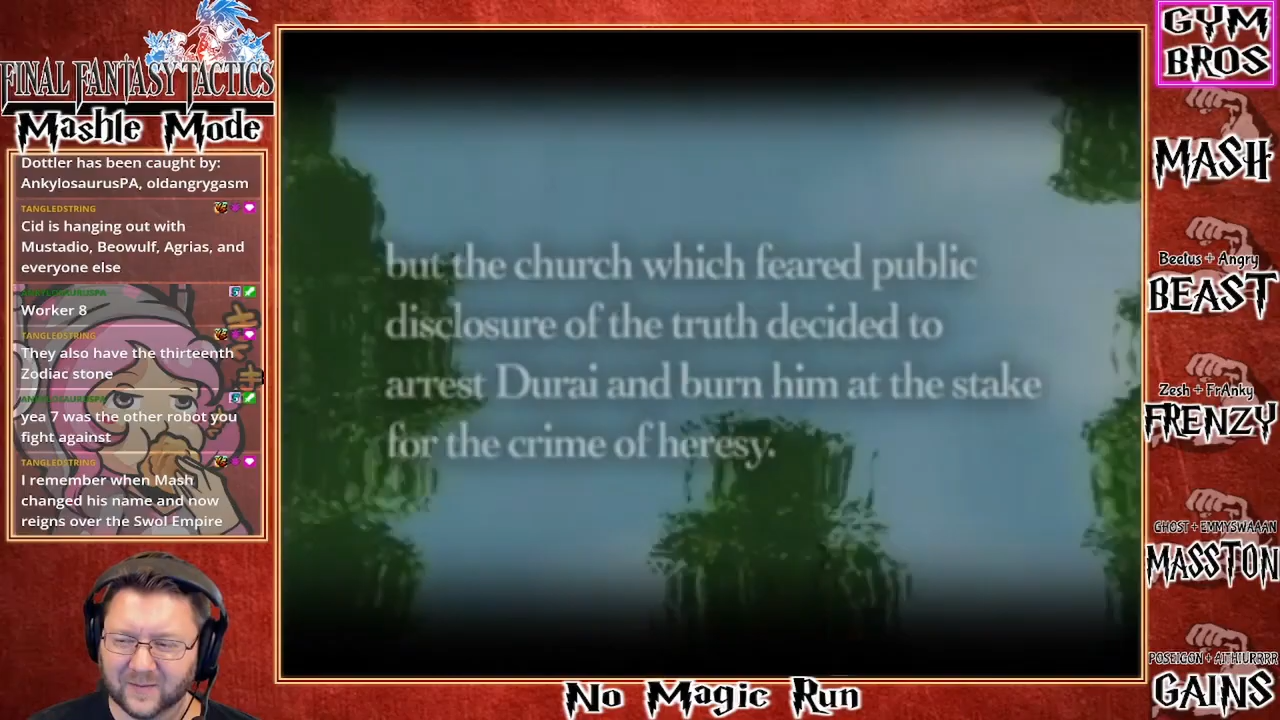 FINAL FANTASY TACTICS
Mashle Mode
Dottler has been caught by:
AnkylosaurusPA, oldangrygasm
TANGLEDSTRING
Cid is hanging out with
Mustadio, Beowulf, Agrias, and
everyone else
ANKYLOSAURUSPA
Worker 8
TANGLEDSTRING
They also have the thirteenth
Zodiac stone
ANKYLOSAURUSPA
yea 7 was the other robot you
fight against
TANGLEDSTRING
I remember when Mash
changed his name and now
reigns over the Swol Empire
but the church which feared public
disclosure of the truth decided to
arrest Durai and burn him at the stake
for the crime of heresy.
No Magic Run
GYM
BROS
MASH
Beelus + Angry
BEAST
Zesh + FrAnky
FRENZY
GHOST + EMMYSWAAAN
MASSTON
POSEIGON + ATHIURRRR
GAINS